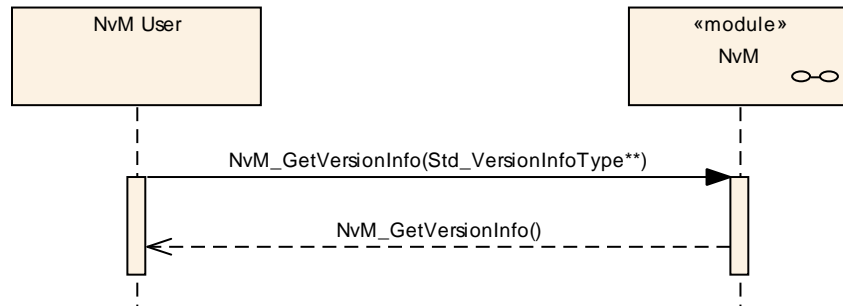 NvM User
«module»
NvM
NvM_GetVersionInfo(Std_VersionInfoType**)
NvM_GetVersionInfo()